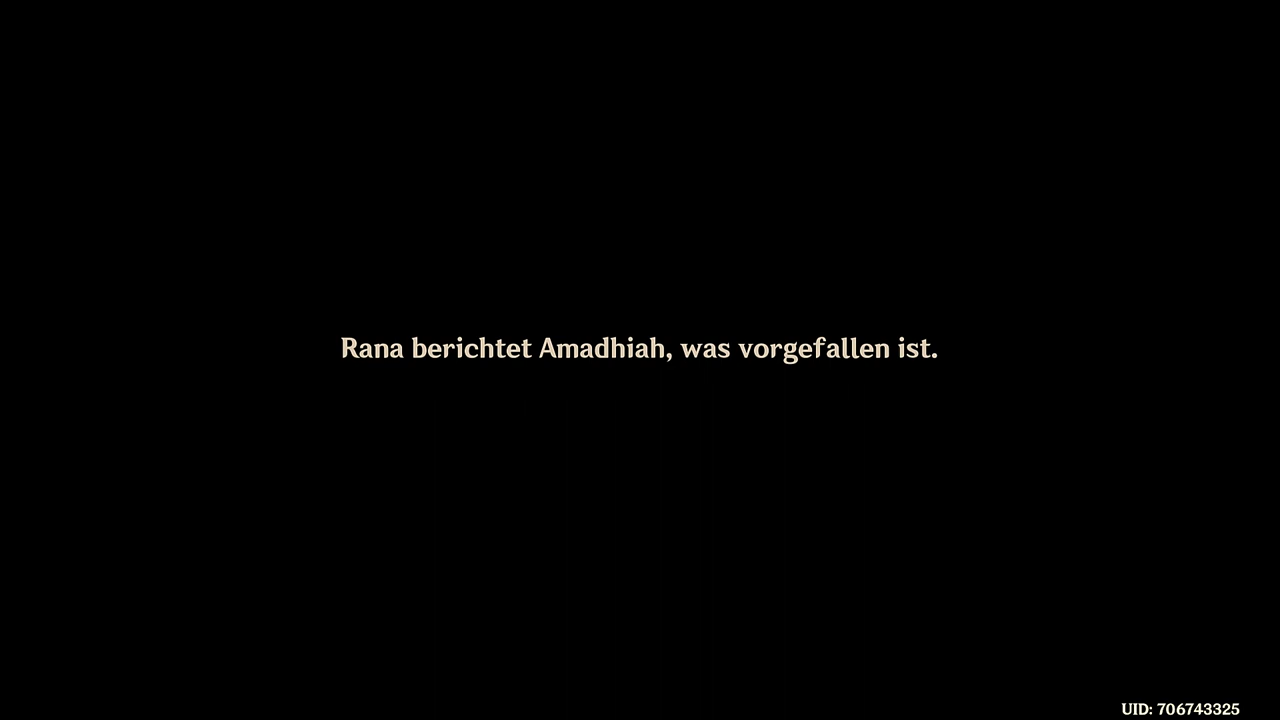 Rana berichtet Amadhiah, was vorgefallen ist.
UID: 706743325